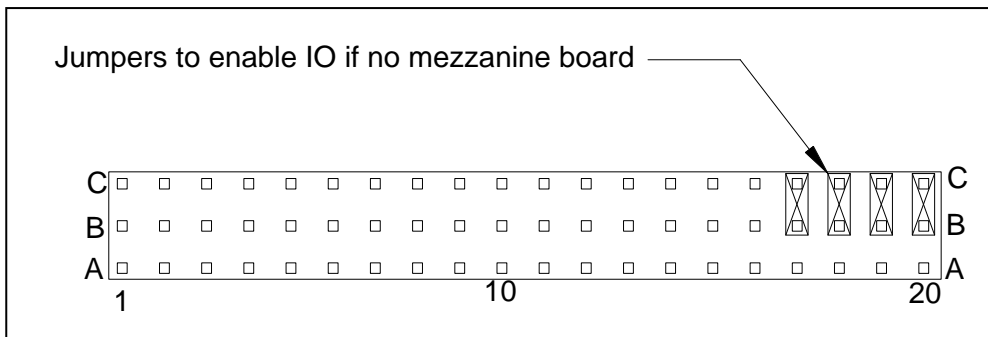 Jumpers to enable IO if no mezzanine board
C C
B B
A A
1 10 20